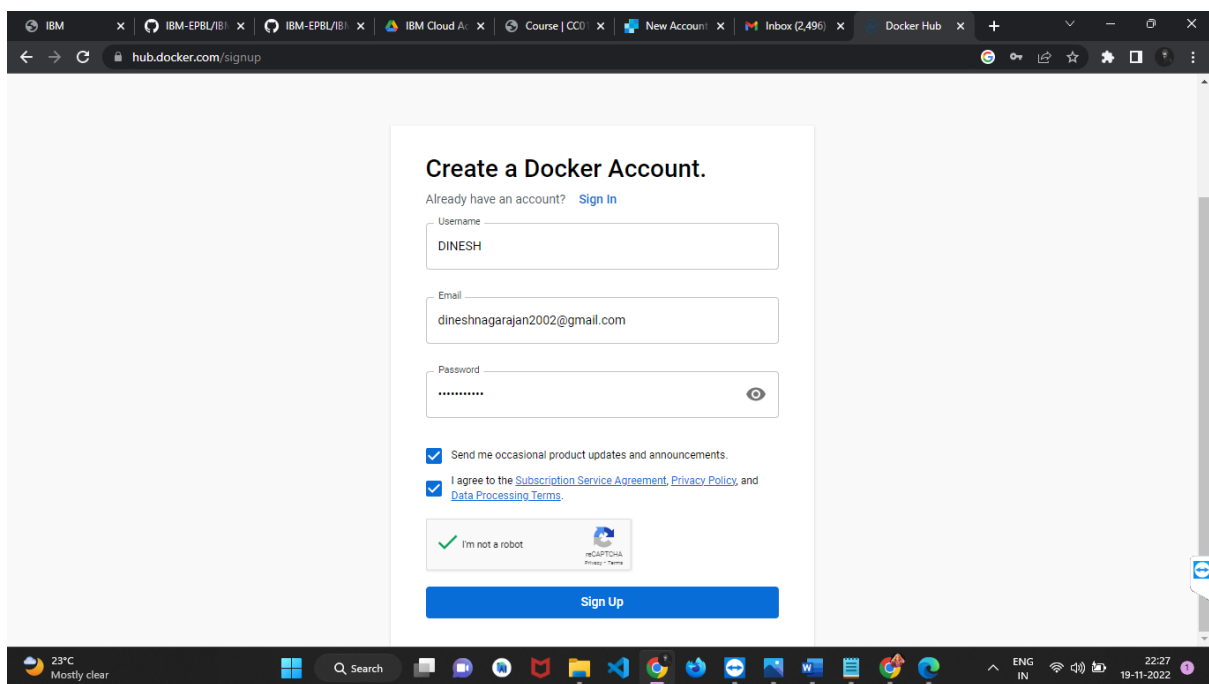 IBM
IBM-EPBL/IBM
IBM-EPBL/IBM
IBM Cloud Ac
Course | CC01
New Account
Inbox (2,496)
Docker Hub
hub.docker.com/signup
Create a Docker Account.
Already have an account? Sign In
Username
DINESH
Email
dineshnagarajan2002@gmail.com
Password
Send me occasional product updates and announcements.
I agree to the Subscription Service Agreement, Privacy Policy, and
Data Processing Terms.
I'm not a robot
reCAPTCHA
Privacy - Terms
Sign Up
23°C
Mostly clear
Search
ENG
IN
22:27
19-11-2022
1